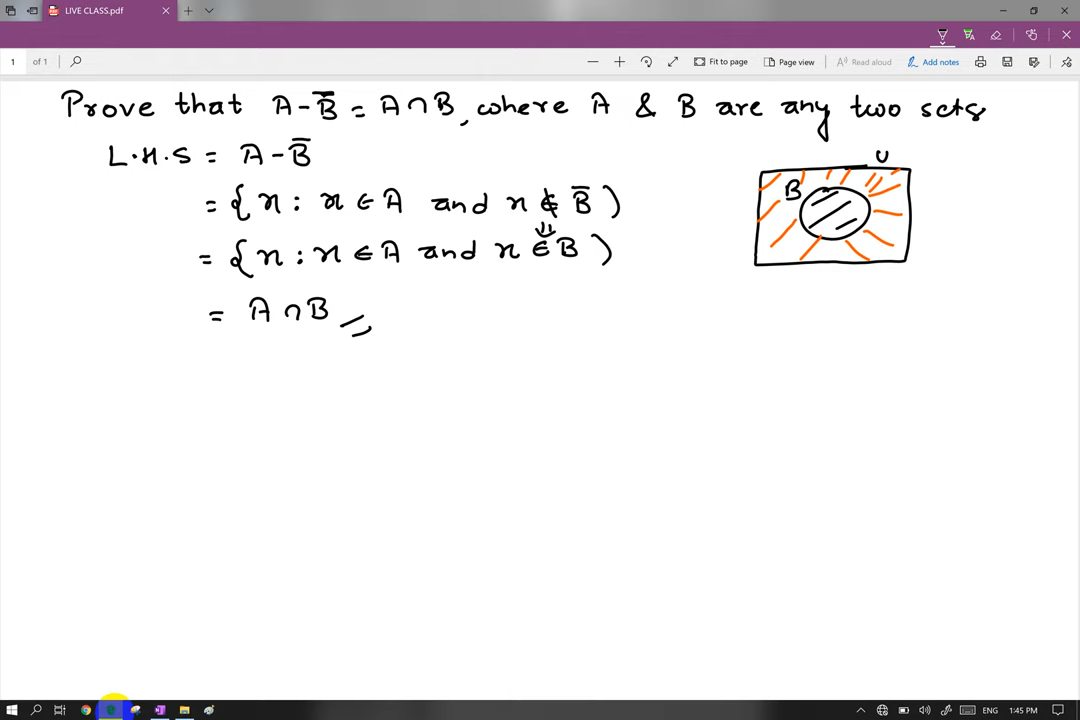 LIVE CLASS.pdf
1 of 1
Fit to page
Page view
Read aloud
Add notes
Prove that A-B̅ = A∩B, where A & B are any two sets
L.H.S = A-B̅
= {x : x ∈ A and x ∉ B̅ )
= {x : x ∈ A and x ∈ B )
= A∩B
U
B
ENG
1:45 PM